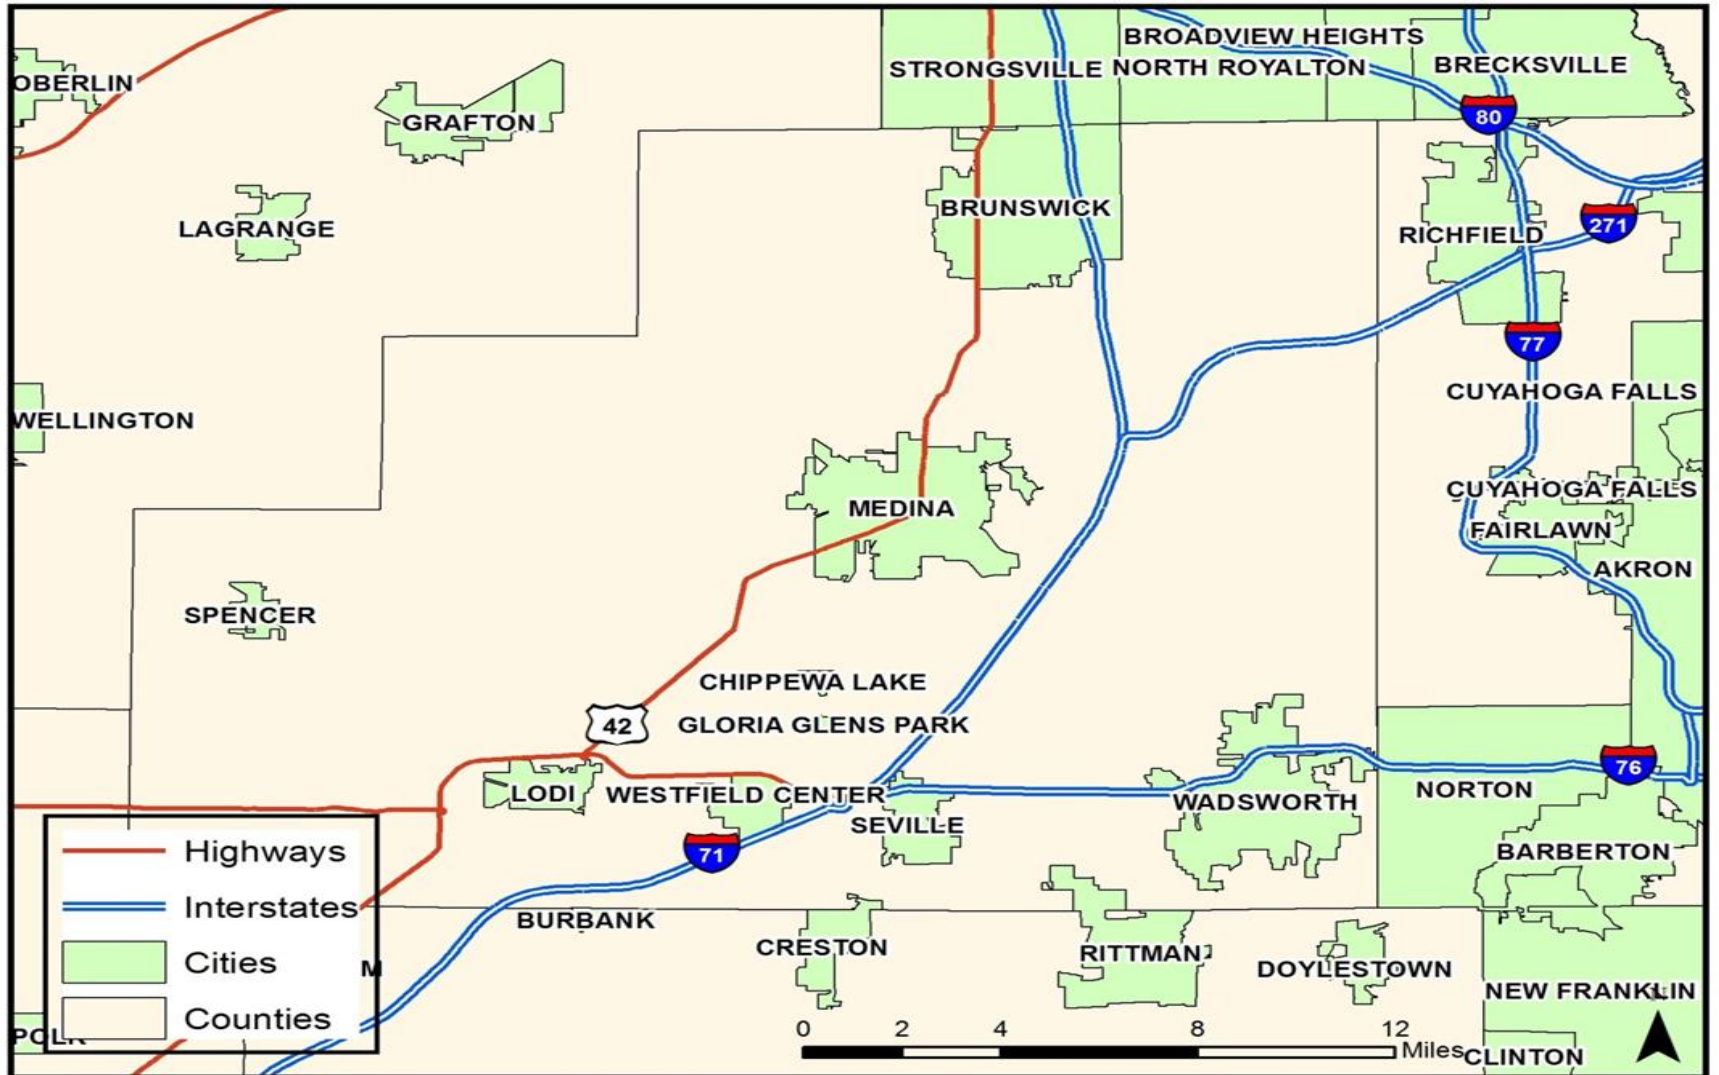 BROADVIEW HEIGHTS
STRONGSVILLE
NORTH ROYALTON
BRECKSVILLE
OBERLIN
GRAFTON
80
BRUNSWICK
LAGRANGE
271
RICHFIELD
77
CUYAHOGA FALLS
WELLINGTON
CUYAHOGA FALLS
MEDINA
FAIRLAWN
AKRON
SPENCER
CHIPPEWA LAKE
42
GLORIA GLENS PARK
76
LODI
WESTFIELD CENTER
NORTON
WADSWORTH
SEVILLE
71
BARBERTON
Highways
Interstates
BURBANK
CRESTON
RITTMAN
DOYLESTOWN
Cities
M
NEW FRANKLIN
Counties
0 2 4 8 12
Miles
CLINTON